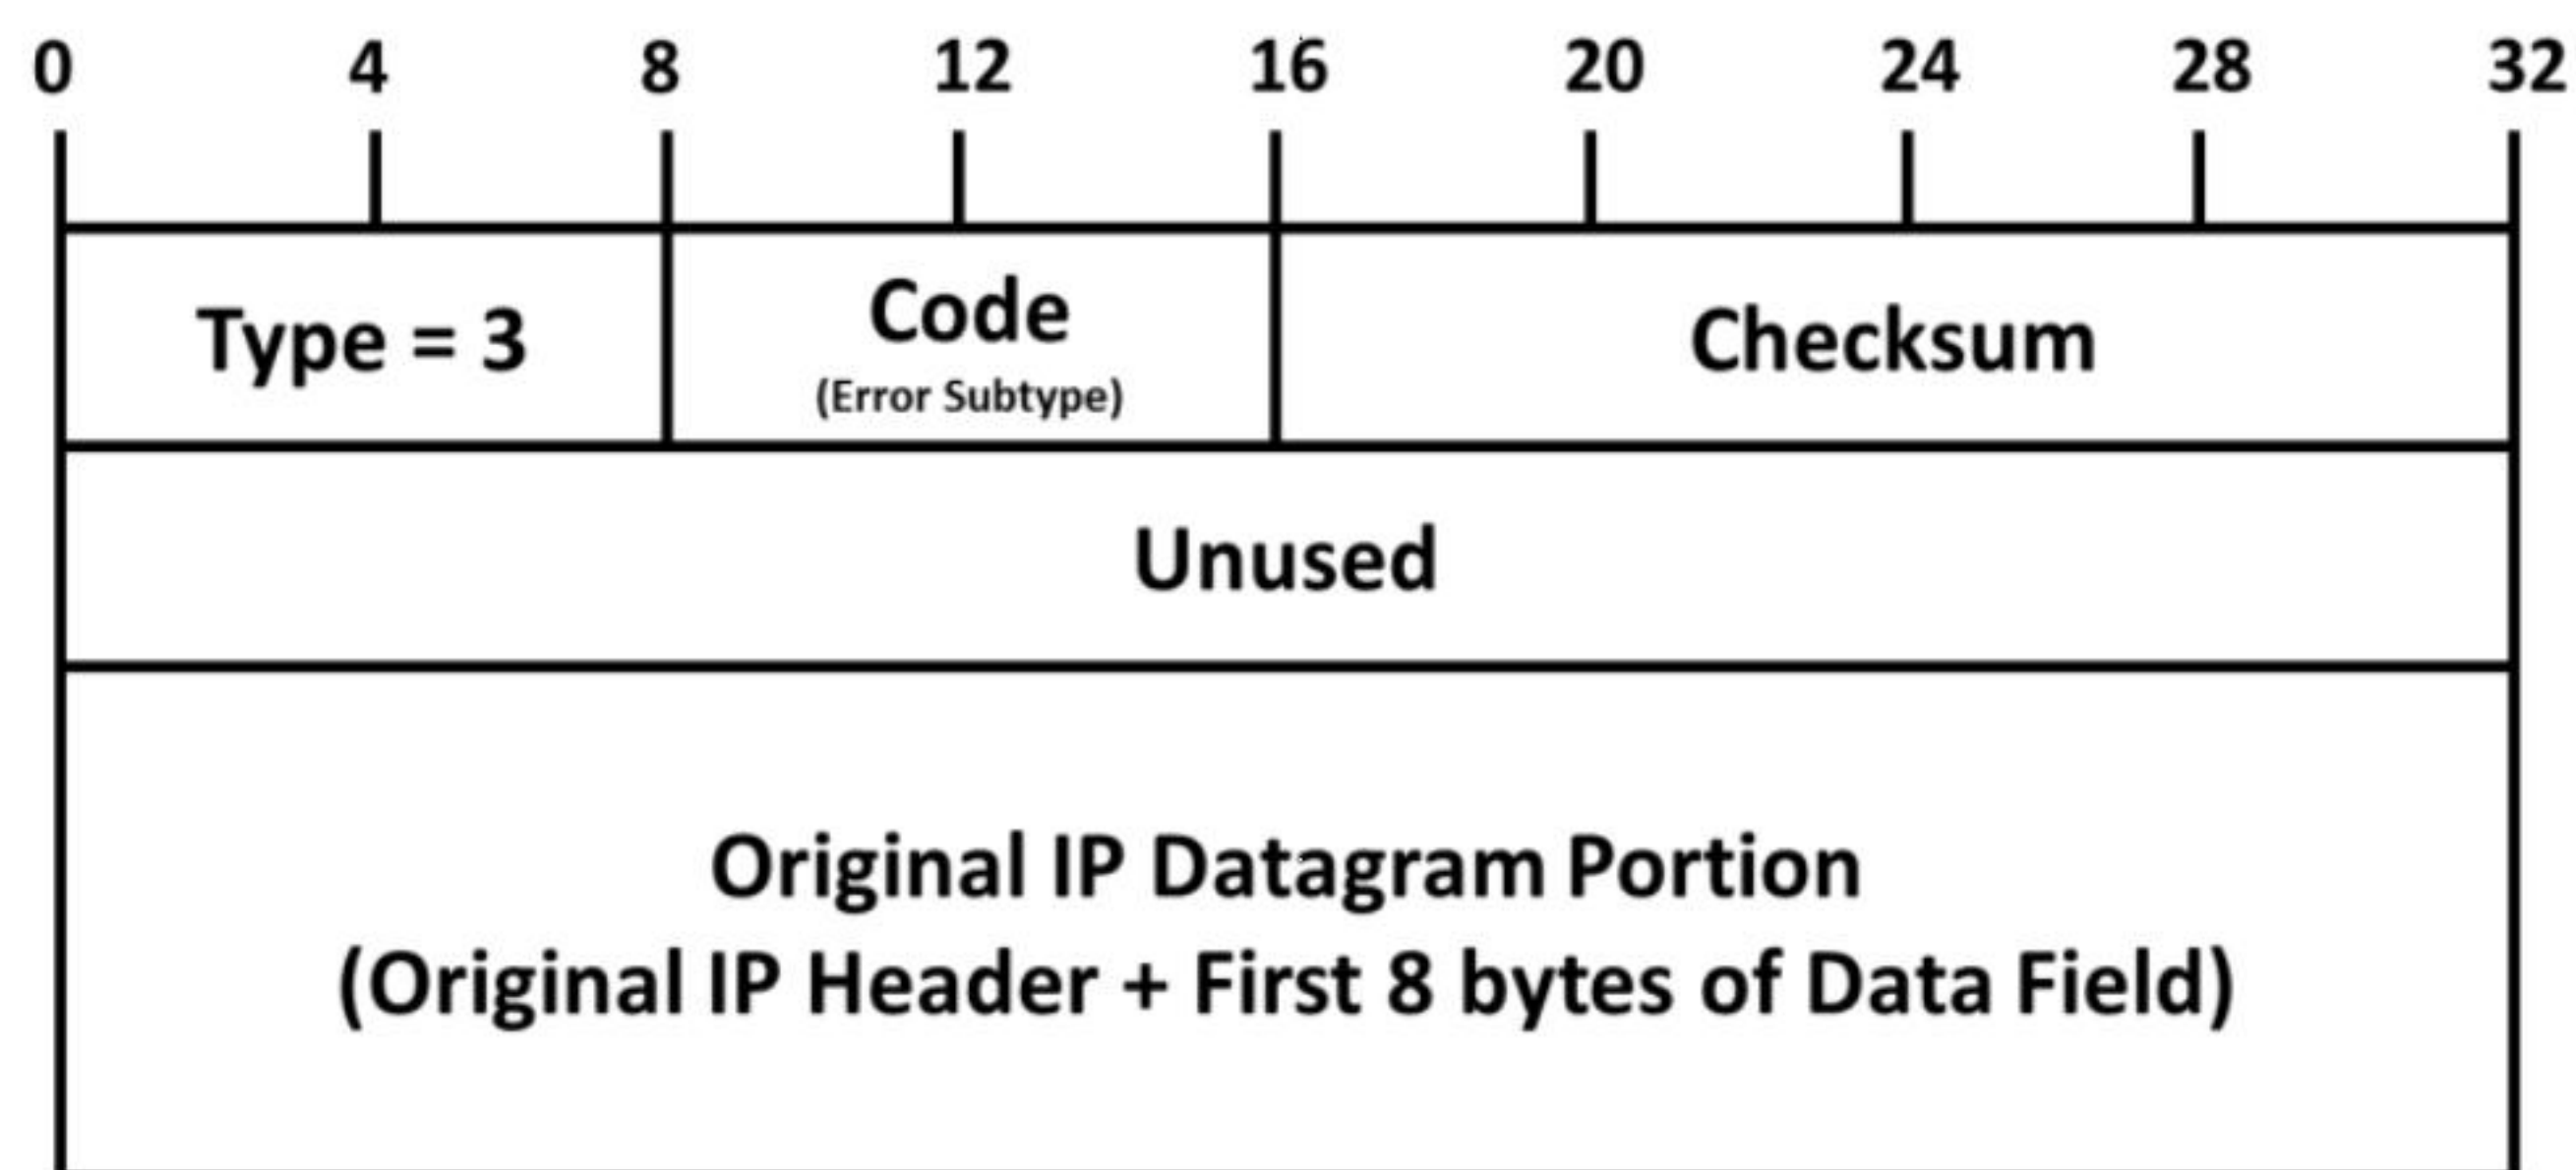 0 4 8 12 16 20 24 28 32
Type = 3
Code
(Error Subtype)
Checksum
Unused
Original IP Datagram Portion
(Original IP Header + First 8 bytes of Data Field)